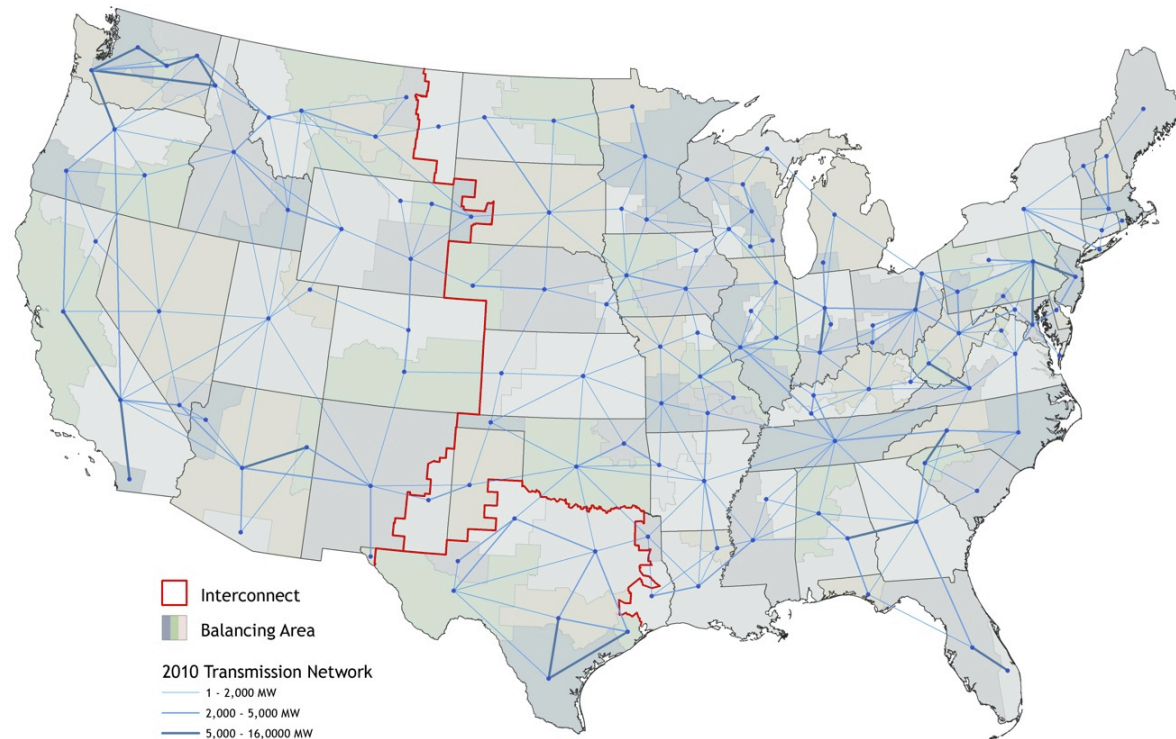 Interconnect
Balancing Area
2010 Transmission Network
1 - 2,000 MW
2,000 - 5,000 MW
5,000 - 16,0000 MW